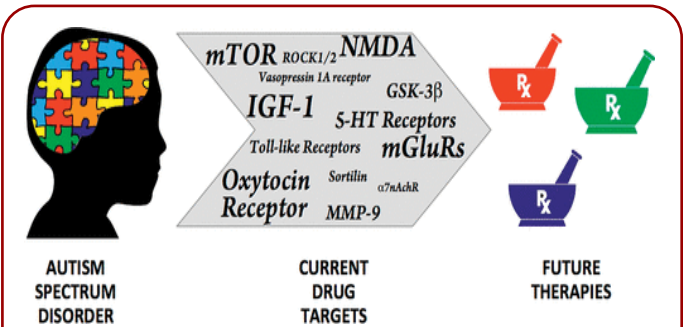 mTOR ROCK1/2 NMDA
Vasopressin 1A receptor
IGF-1 GSK-3β
5-HT Receptors
Toll-like Receptors mGluRs
Oxytocin Receptor
Sortilin α7nAchR
MMP-9
Rx
Rx
Rx
AUTISM
SPECTRUM
DISORDER
CURRENT
DRUG
TARGETS
FUTURE
THERAPIES